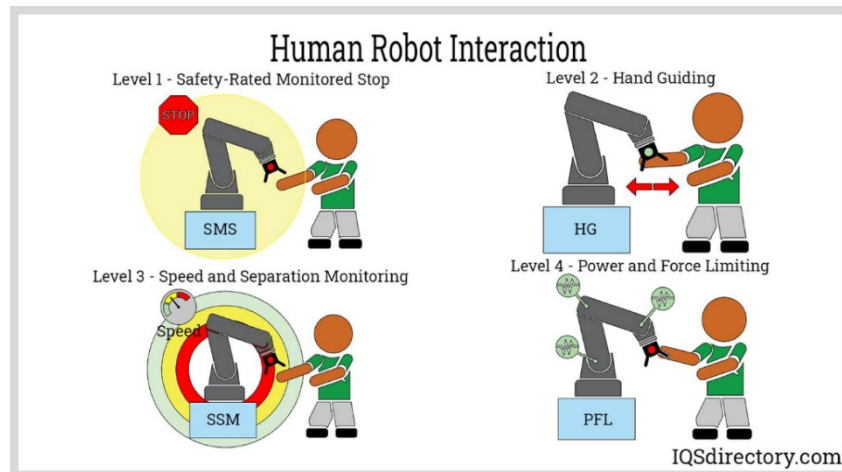 Human Robot Interaction
Level 1 - Safety-Rated Monitored Stop
STOP
SMS
Level 2 - Hand Guiding
HG
Level 3 - Speed and Separation Monitoring
Speed
SSM
Level 4 - Power and Force Limiting
PFL
IQSdirectory.com